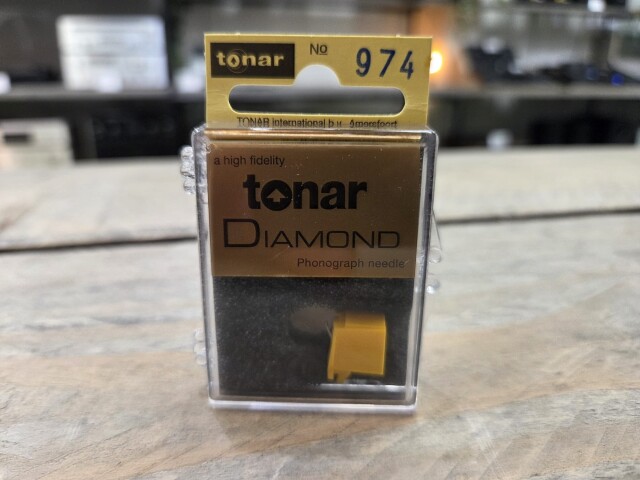 tonar № 974
TONAR international b.v. - Amersfoort
a high fidelity
tonar
DIAMOND
Phonograph needle